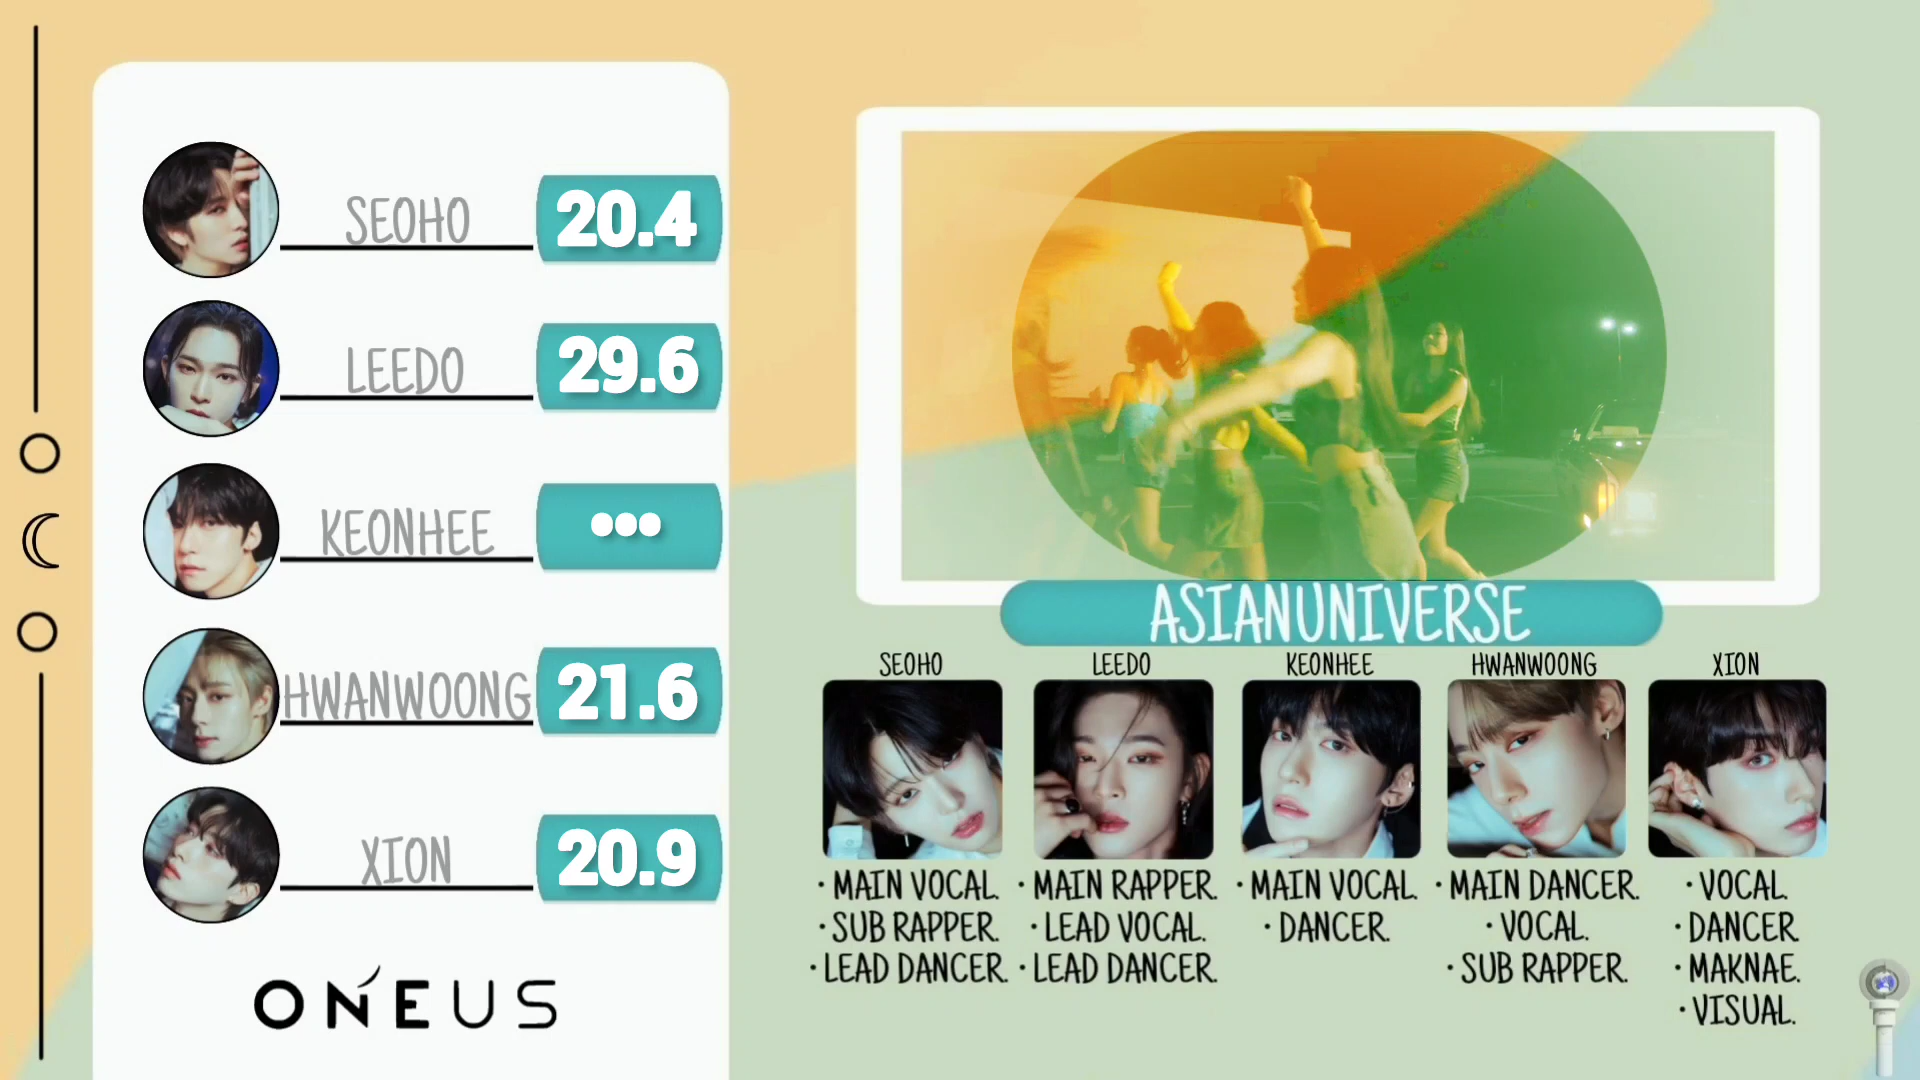 SEOHO
20.4
LEEDO
29.6
KEONHEE
•••
HWANWOONG
21.6
XION
20.9
ONEUS
ASIANUNIVERSE
SEOHO
LEEDO
KEONHEE
HWANWOONG
XION
· MAIN VOCAL.
· SUB RAPPER.
· LEAD DANCER.
· MAIN RAPPER.
· LEAD VOCAL.
· LEAD DANCER.
· MAIN VOCAL.
· DANCER.
· MAIN DANCER.
· VOCAL.
· SUB RAPPER.
· VOCAL.
· DANCER.
· MAKNAE.
· VISUAL.